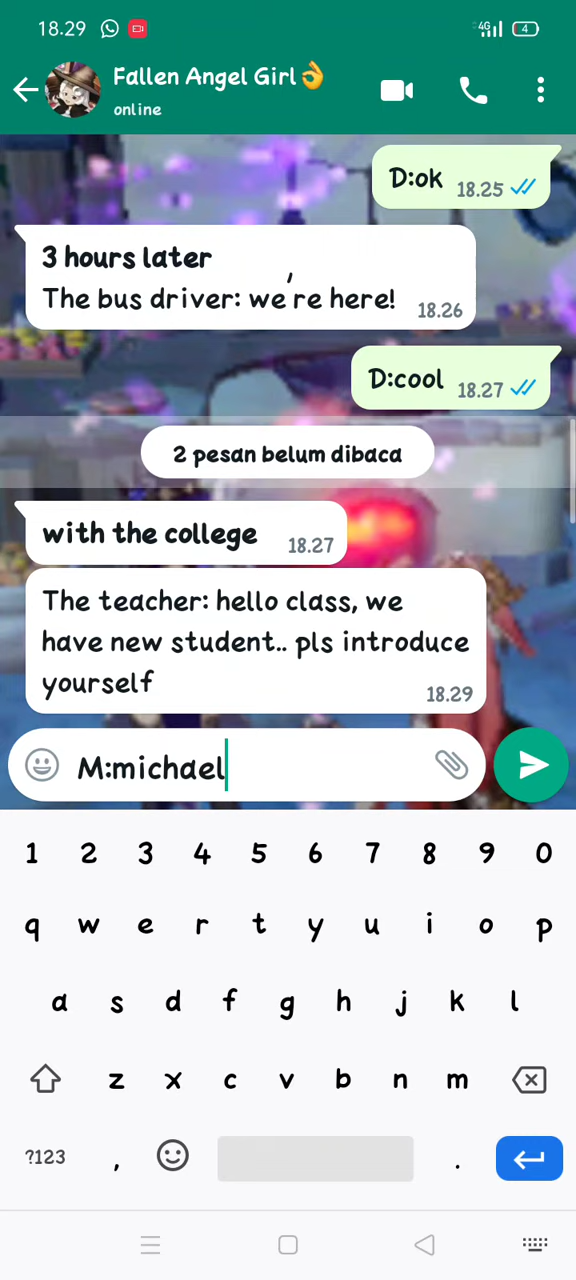 18.29
4G 4
Fallen Angel Girl👌
online
D:ok 18.25
3 hours later
The bus driver: we're here! 18.26
D:cool 18.27
2 pesan belum dibaca
with the college 18.27
The teacher: hello class, we
have new student.. pls introduce
yourself 18.29
M:michael
1 2 3 4 5 6 7 8 9 0
q w e r t y u i o p
a s d f g h j k l
z x c v b n m
?123 , .